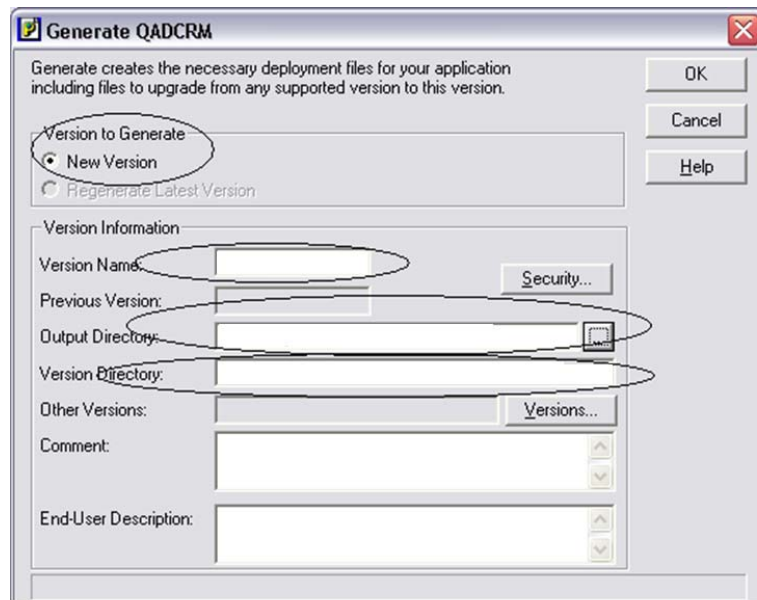 Generate QADCRM
Generate creates the necessary deployment files for your application
including files to upgrade from any supported version to this version.
OK
Cancel
Help
Version to Generate
New Version
Regenerate Latest Version
Version Information
Version Name:
Security...
Previous Version:
Output Directory:
...
Version Directory:
Other Versions:
Versions...
Comment:
End-User Description: